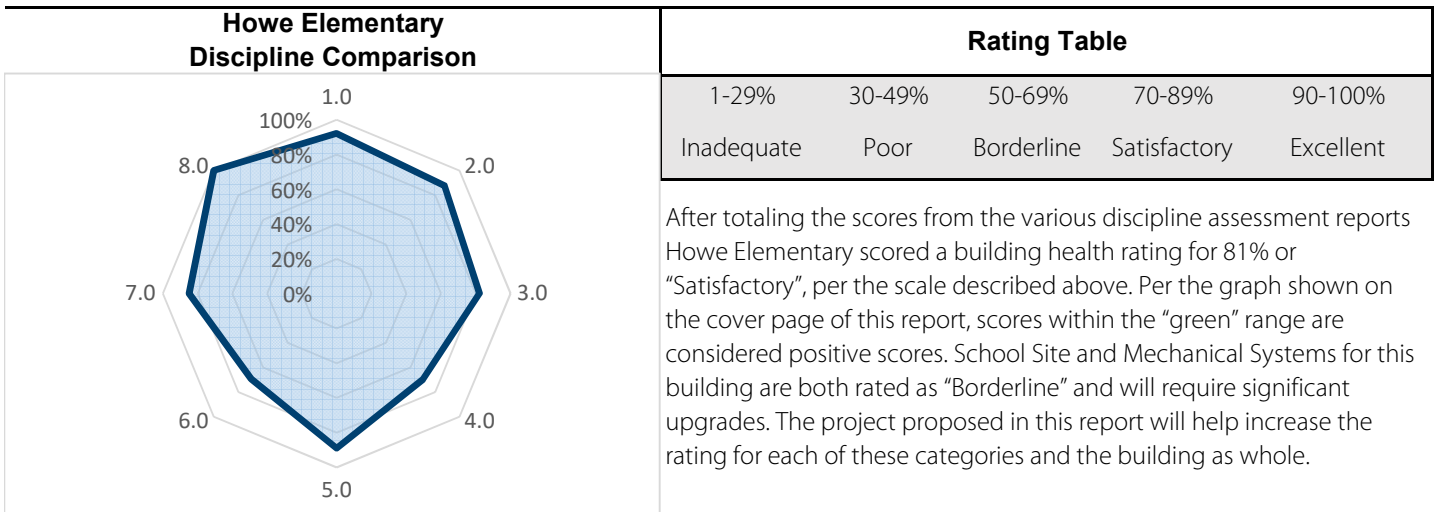 Howe Elementary
Discipline Comparison
1.0
2.0
3.0
4.0
5.0
6.0
7.0
8.0
100%
80%
60%
40%
20%
0%
Rating Table
1-29% 30-49% 50-69% 70-89% 90-100%
Inadequate Poor Borderline Satisfactory Excellent
After totaling the scores from the various discipline assessment reports
Howe Elementary scored a building health rating for 81% or
“Satisfactory”, per the scale described above. Per the graph shown on
the cover page of this report, scores within the “green” range are
considered positive scores. School Site and Mechanical Systems for this
building are both rated as “Borderline” and will require significant
upgrades. The project proposed in this report will help increase the
rating for each of these categories and the building as whole.